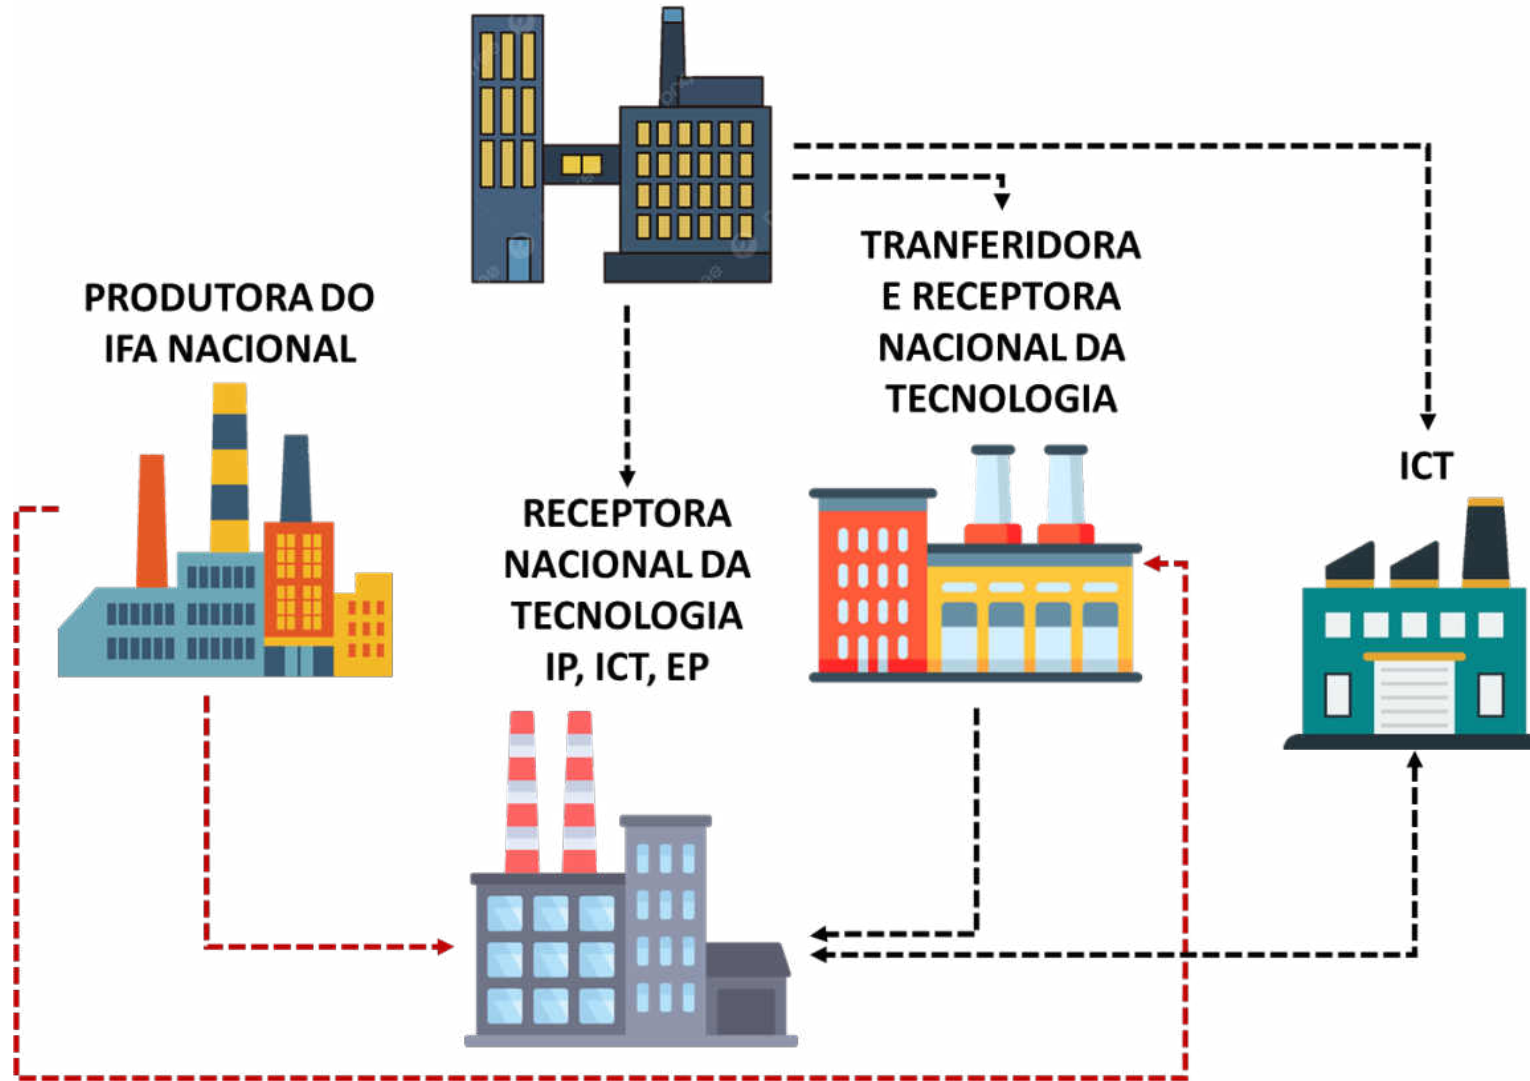 TRANFERIDORA
E RECEPTORA
NACIONAL DA
TECNOLOGIA
PRODUTORA DO
IFA NACIONAL
ICT
RECEPTORA
NACIONAL DA
TECNOLOGIA
IP, ICT, EP